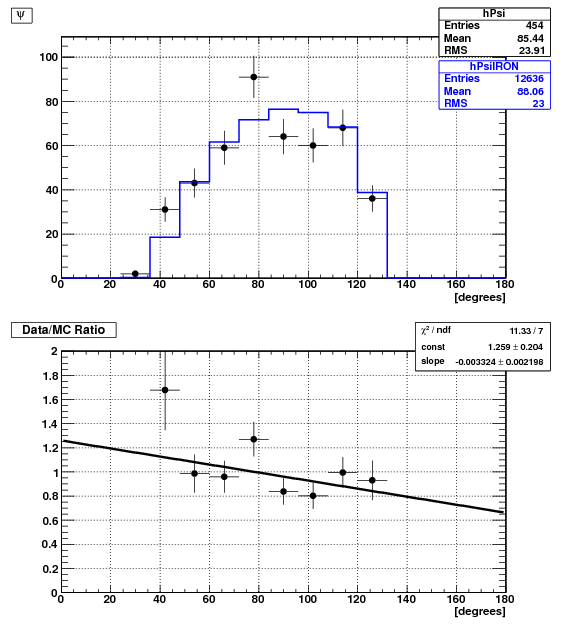 Ψ
hPsi
Entries 454
Mean 85.44
RMS 23.91
hPsiIRON
Entries 12636
Mean 88.06
RMS 23
100
80
60
40
20
0
0 20 40 60 80 100 120 140 160 180
[degrees]
Data/MC Ratio
χ² / ndf 11.33 / 7
const 1.259 ± 0.204
slope -0.003324 ± 0.002198
2
1.8
1.6
1.4
1.2
1
0.8
0.6
0.4
0.2
0
0 20 40 60 80 100 120 140 160 180
[degrees]